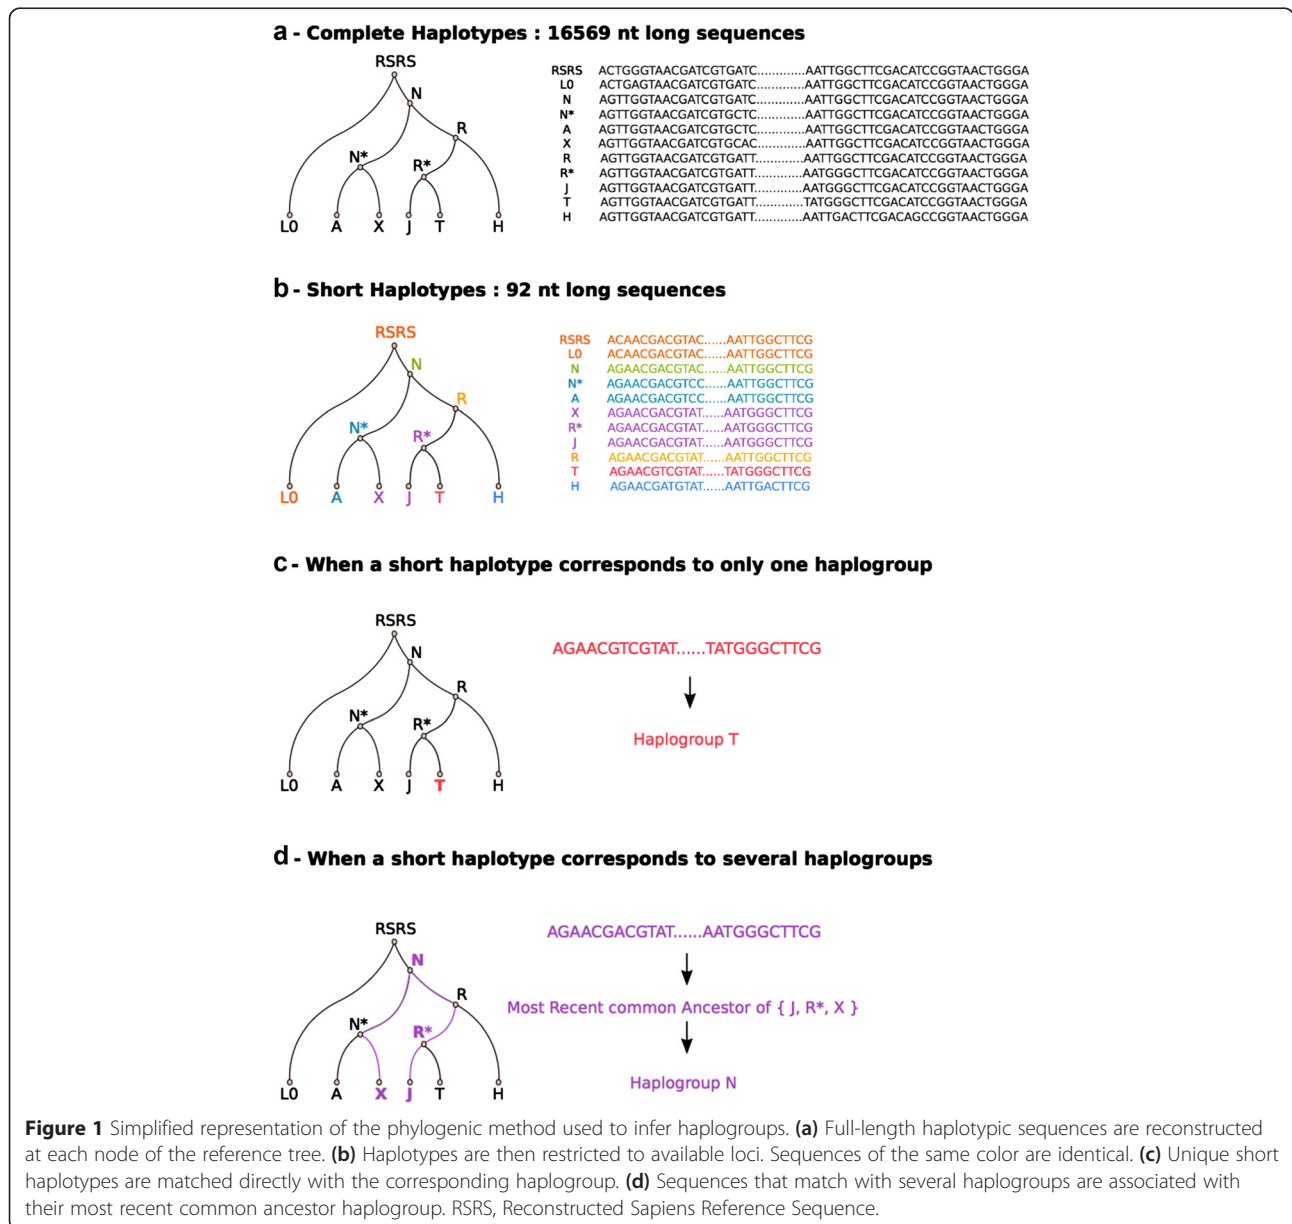 a - Complete Haplotypes : 16569 nt long sequences
RSRS
N
R
N*
R*
L0 A X J T H
RSRS ACTGGGTAACGATCGTGATC.............AATTGGCTTCGACATCCGGTAACTGGGA
L0 ACTGAGTAACGATCGTGATC.............AATTGGCTTCGACATCCGGTAACTGGGA
N AGTTGGTAACGATCGTGATC.............AATTGGCTTCGACATCCGGTAACTGGGA
N* AGTTGGTAACGATCGTGCTC.............AATTGGCTTCGACATCCGGTAACTGGGA
A AGTTGGTAACGATCGTGCTC.............AATTGGCTTCGACATCCGGTAACTGGGA
X AGTTGGTAACGATCGTGCAC.............AATTGGCTTCGACATCCGGTAACTGGGA
R AGTTGGTAACGATCGTGATT.............AATTGGCTTCGACATCCGGTAACTGGGA
R* AGTTGGTAACGATCGTGATT.............AATGGGCTTCGACATCCGGTAACTGGGA
J AGTTGGTAACGATCGTGATT.............AATGGGCTTCGACATCCGGTAACTGGGA
T AGTTGGTAACGATCGTGATT.............TATGGGCTTCGACATCCGGTAACTGGGA
H AGTTGGTAACGATCGTGATT.............AATTGACTTCGACAGCCGGTAACTGGGA
b - Short Haplotypes : 92 nt long sequences
RSRS
N
R
N*
R*
L0 A X J T H
RSRS ACAACGACGTAC......AATTGGCTTCG
L0 ACAACGACGTAC......AATTGGCTTCG
N AGAACGACGTAC......AATTGGCTTCG
N* AGAACGACGTCC......AATTGGCTTCG
A AGAACGACGTCC......AATTGGCTTCG
X AGAACGACGTAT......AATGGGCTTCG
R* AGAACGACGTAT......AATGGGCTTCG
J AGAACGACGTAT......AATGGGCTTCG
R AGAACGACGTAT......AATTGGCTTCG
T AGAACGTCGTAT......TATGGGCTTCG
H AGAACGATGTAT......AATTGACTTCG
c - When a short haplotype corresponds to only one haplogroup
RSRS
N
R
N*
R*
L0 A X J T H
AGAACGTCGTAT......TATGGGCTTCG
Haplogroup T
d - When a short haplotype corresponds to several haplogroups
RSRS
N
R
N*
R*
L0 A X J T H
AGAACGACGTAT......AATGGGCTTCG
Most Recent common Ancestor of { J, R*, X }
Haplogroup N
Figure 1 Simplified representation of the phylogenic method used to infer haplogroups. (a) Full-length haplotypic sequences are reconstructed
at each node of the reference tree. (b) Haplotypes are then restricted to available loci. Sequences of the same color are identical. (c) Unique short
haplotypes are matched directly with the corresponding haplogroup. (d) Sequences that match with several haplogroups are associated with
their most recent common ancestor haplogroup. RSRS, Reconstructed Sapiens Reference Sequence.